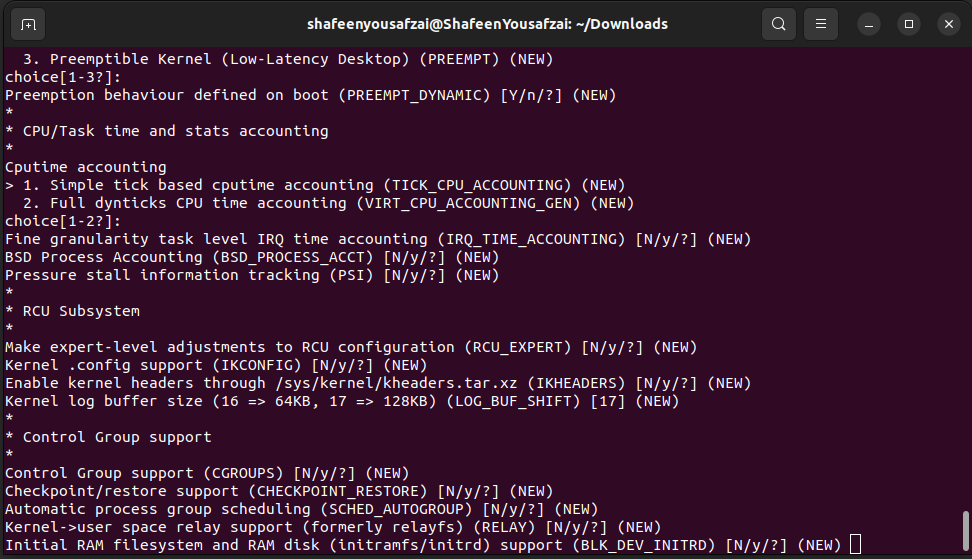 shafeenyousafzai@ShafeenYousafzai: ~/Downloads
3. Preemptible Kernel (Low-Latency Desktop) (PREEMPT) (NEW)
choice[1-3?]:
Preemption behaviour defined on boot (PREEMPT_DYNAMIC) [Y/n/?] (NEW)
*
* CPU/Task time and stats accounting
*
Cputime accounting
> 1. Simple tick based cputime accounting (TICK_CPU_ACCOUNTING) (NEW)
2. Full dynticks CPU time accounting (VIRT_CPU_ACCOUNTING_GEN) (NEW)
choice[1-2?]:
Fine granularity task level IRQ time accounting (IRQ_TIME_ACCOUNTING) [N/y/?] (NEW)
BSD Process Accounting (BSD_PROCESS_ACCT) [N/y/?] (NEW)
Pressure stall information tracking (PSI) [N/y/?] (NEW)
*
* RCU Subsystem
*
Make expert-level adjustments to RCU configuration (RCU_EXPERT) [N/y/?] (NEW)
Kernel .config support (IKCONFIG) [N/y/?] (NEW)
Enable kernel headers through /sys/kernel/kheaders.tar.xz (IKHEADERS) [N/y/?] (NEW)
Kernel log buffer size (16 => 64KB, 17 => 128KB) (LOG_BUF_SHIFT) [17] (NEW)
*
* Control Group support
*
Control Group support (CGROUPS) [N/y/?] (NEW)
Checkpoint/restore support (CHECKPOINT_RESTORE) [N/y/?] (NEW)
Automatic process group scheduling (SCHED_AUTOGROUP) [N/y/?] (NEW)
Kernel->user space relay support (formerly relayfs) (RELAY) [N/y/?] (NEW)
Initial RAM filesystem and RAM disk (initramfs/initrd) support (BLK_DEV_INITRD) [N/y/?] (NEW)